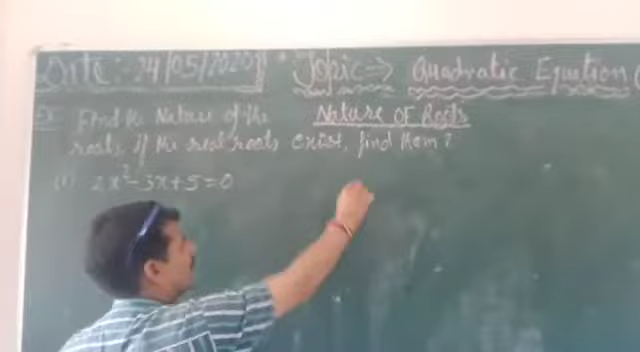 Date:- 24/05/2020 Topic=> Quadratic Equation
Nature of Roots
Ex Find the Nature of the
roots, if the real roots exist, find them?
(i) 2x²-3x+5=0